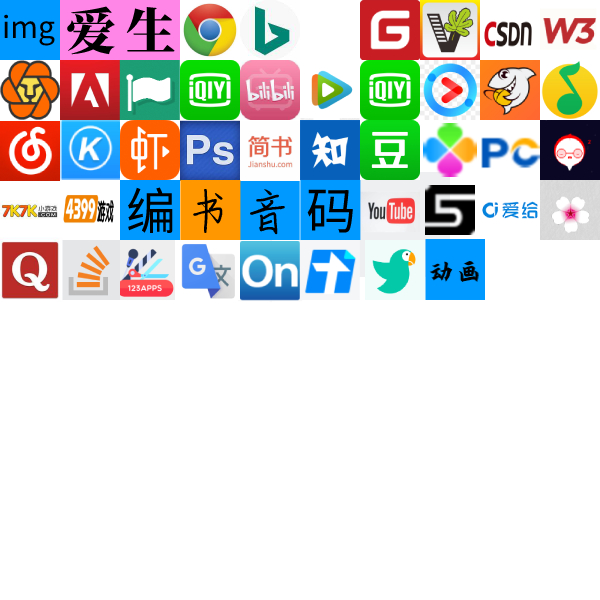 img 爱 生 G CSDN W3
iQIYI bilibili iQIYI
K 虾 Ps 简书 Jianshu.com 知 豆 PC
7K7K小游戏 .COM 4399游戏 编 书 音 码 YouTube 5 爱给
Q 123APPS G 文 On 动画